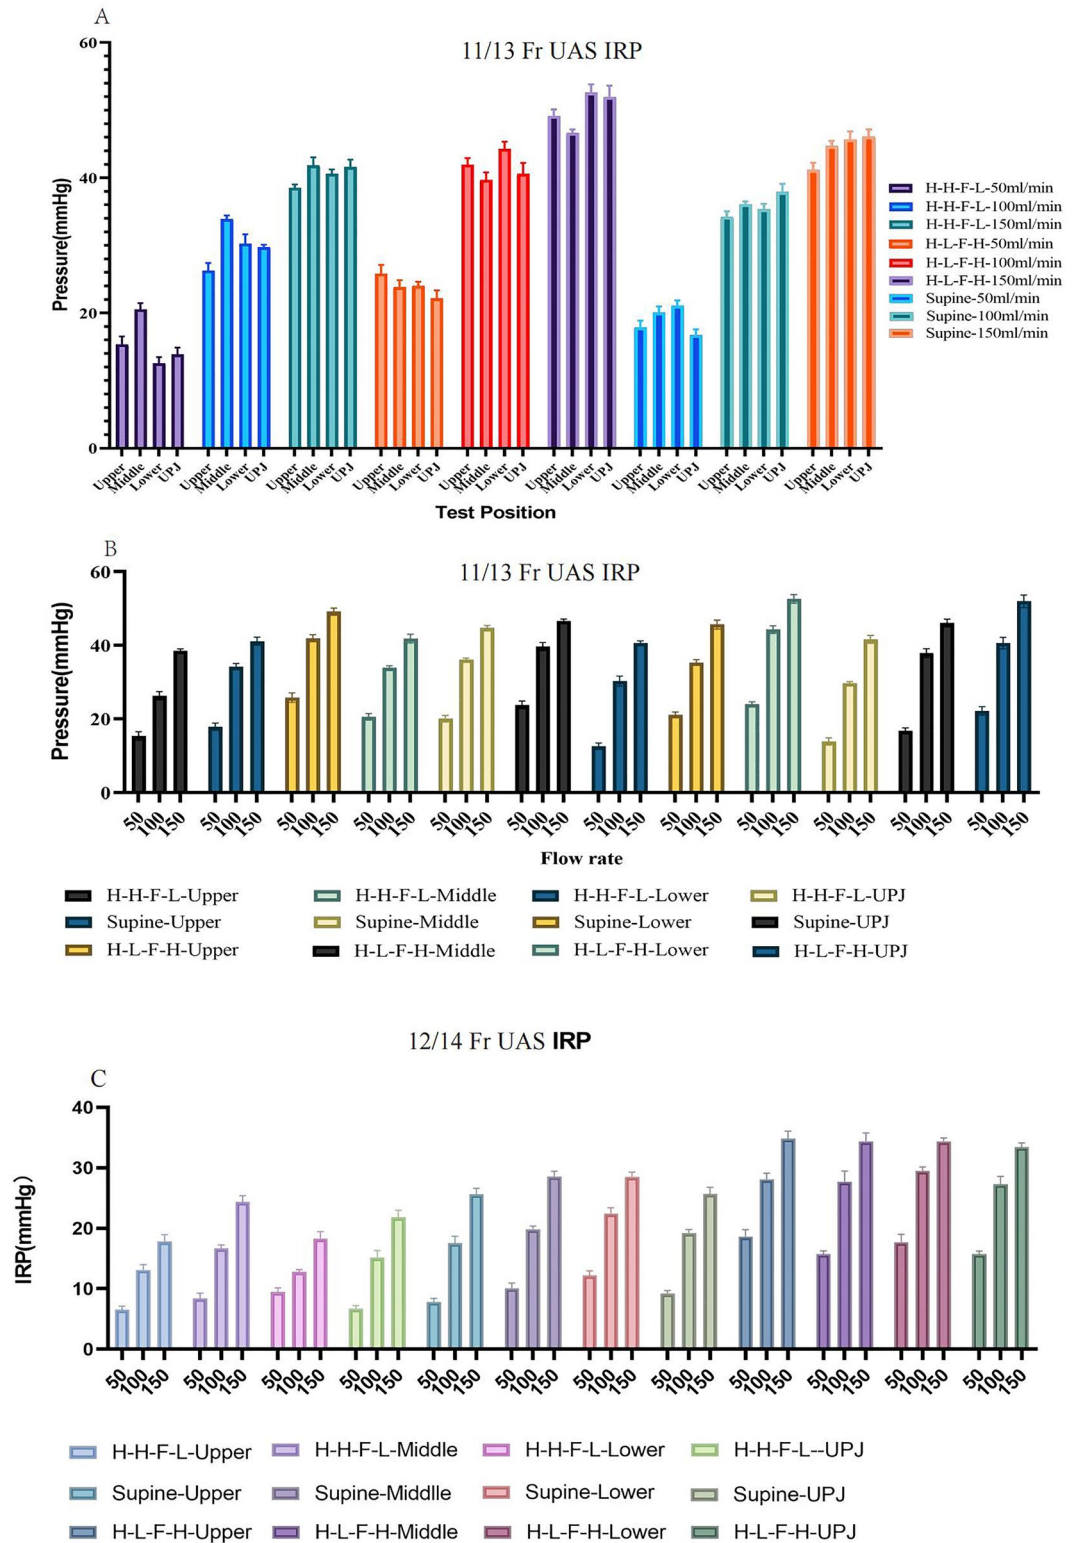 A
11/13 Fr UAS IRP
60
40
20
0
Pressure(mmHg)
Upper Middle Lower UPJ Upper Middle Lower UPJ Upper Middle Lower UPJ Upper Middle Lower UPJ Upper Middle Lower UPJ Upper Middle Lower UPJ Upper Middle Lower UPJ Upper Middle Lower UPJ Upper Middle Lower UPJ
Test Position
H-H-F-L-50ml/min
H-H-F-L-100ml/min
H-H-F-L-150ml/min
H-L-F-H-50ml/min
H-L-F-H-100ml/min
H-L-F-H-150ml/min
Supine-50ml/min
Supine-100ml/min
Supine-150ml/min
B
11/13 Fr UAS IRP
60
40
20
0
Pressure(mmHg)
50 100 150 50 100 150 50 100 150 50 100 150 50 100 150 50 100 150 50 100 150 50 100 150 50 100 150 50 100 150 50 100 150 50 100 150
Flow rate
H-H-F-L-Upper H-H-F-L-Middle H-H-F-L-Lower H-H-F-L-UPJ
Supine-Upper Supine-Middle Supine-Lower Supine-UPJ
H-L-F-H-Upper H-L-F-H-Middle H-L-F-H-Lower H-L-F-H-UPJ
12/14 Fr UAS IRP
C
40
30
20
10
0
IRP(mmHg)
50 100 150 50 100 150 50 100 150 50 100 150 50 100 150 50 100 150 50 100 150 50 100 150 50 100 150 50 100 150 50 100 150 50 100 150
H-H-F-L-Upper H-H-F-L-Middle H-H-F-L-Lower H-H-F-L--UPJ
Supine-Upper Supine-Middlle Supine-Lower Supine-UPJ
H-L-F-H-Upper H-L-F-H-Middle H-L-F-H-Lower H-L-F-H-UPJ